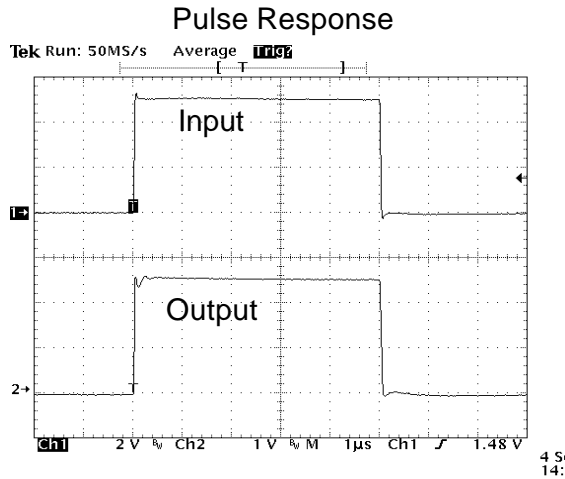 Pulse Response
Tek Run: 50MS/s Average Trig?
[ T ]
Input
1→
T
Output
T
2→
Ch1 2 V BW Ch2 1 V BW M 1µs Ch1 ʃ 1.48 V
14: